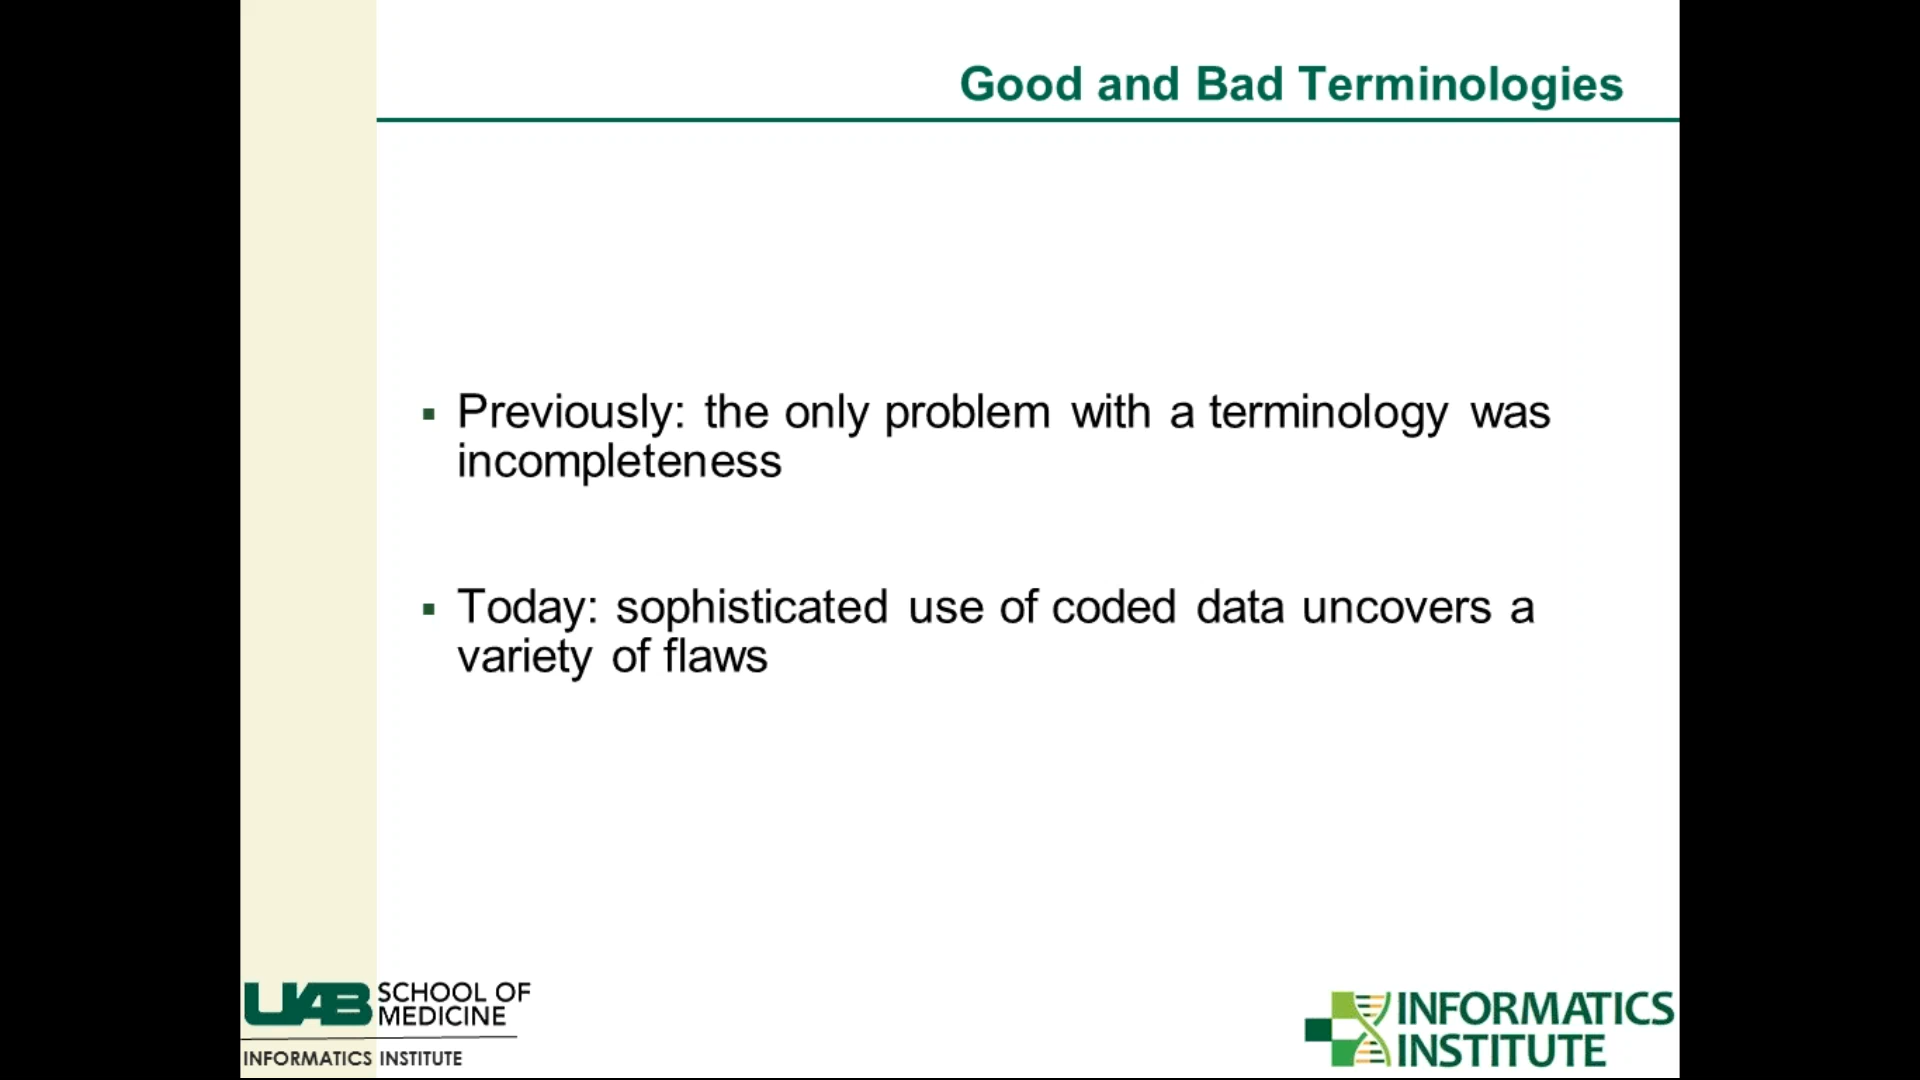 Good and Bad Terminologies
▪ Previously: the only problem with a terminology was
incompleteness
▪ Today: sophisticated use of coded data uncovers a
variety of flaws
UAB SCHOOL OF
MEDICINE
INFORMATICS INSTITUTE
INFORMATICS
INSTITUTE